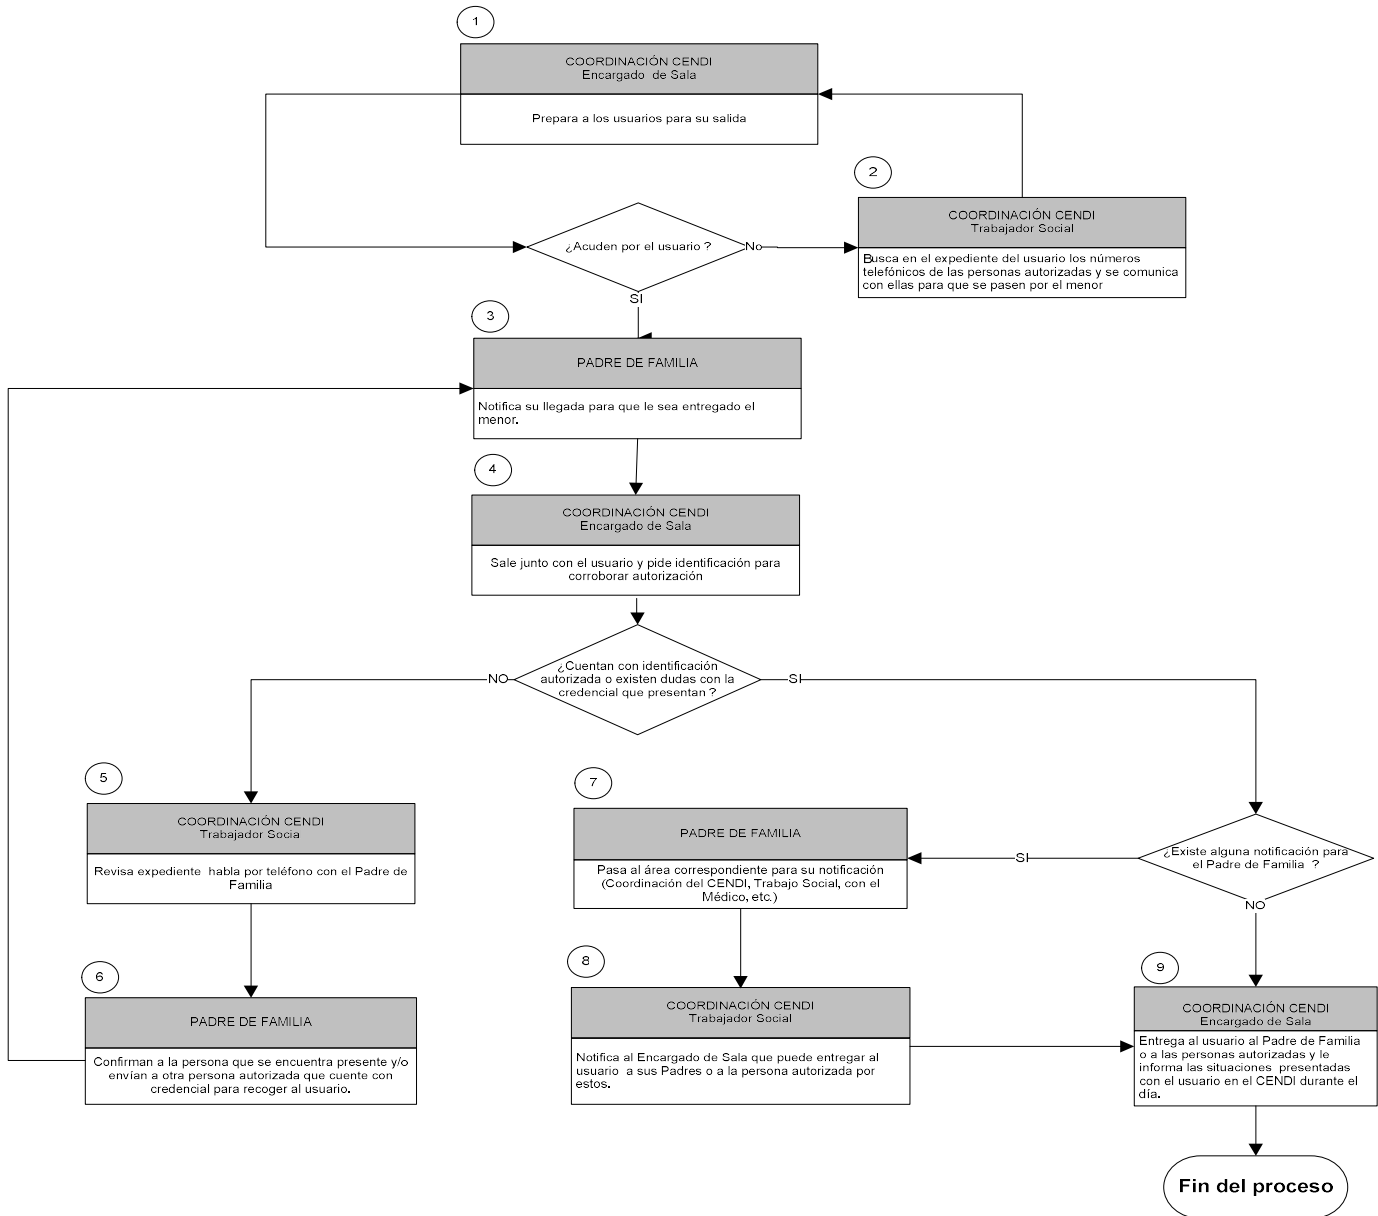 1
COORDINACIÓN CENDI
Encargado de Sala
Prepara a los usuarios para su salida
2
COORDINACIÓN CENDI
Trabajador Social
Busca en el expediente del usuario los números
telefónicos de las personas autorizadas y se comunica
con ellas para que se pasen por el menor
¿Acuden por el usuario ?
No
SI
3
PADRE DE FAMILIA
Notifica su llegada para que le sea entregado el
menor.
4
COORDINACIÓN CENDI
Encargado de Sala
Sale junto con el usuario y pide identificación para
corroborar autorización
¿Cuentan con identificación
autorizada o existen dudas con la
credencial que presentan ?
NO
SI
5
COORDINACIÓN CENDI
Trabajador Socia
Revisa expediente habla por teléfono con el Padre de
Familia
6
PADRE DE FAMILIA
Confirman a la persona que se encuentra presente y/o
envían a otra persona autorizada que cuente con
credencial para recoger al usuario.
¿Existe alguna notificación para
el Padre de Familia ?
SI
NO
7
PADRE DE FAMILIA
Pasa al área correspondiente para su notificación
(Coordinación del CENDI, Trabajo Social, con el
Médico, etc.)
8
COORDINACIÓN CENDI
Trabajador Social
Notifica al Encargado de Sala que puede entregar al
usuario a sus Padres o a la persona autorizada por
estos.
9
COORDINACIÓN CENDI
Encargado de Sala
Entrega al usuario al Padre de Familia
o a las personas autorizadas y le
informa las situaciones presentadas
con el usuario en el CENDI durante el
día.
Fin del proceso